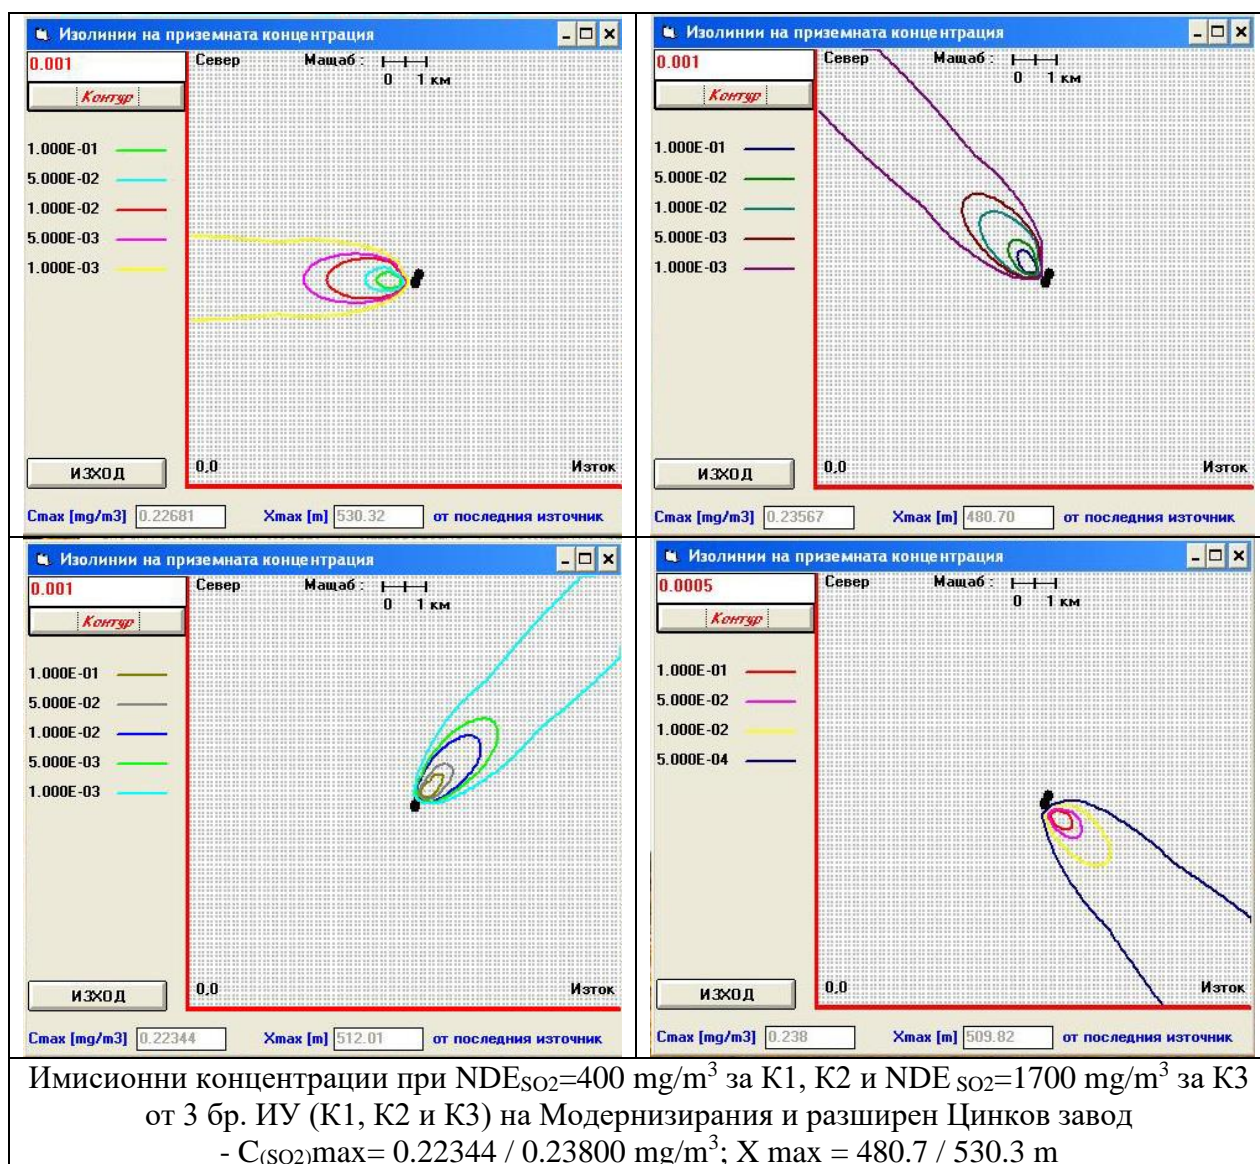 Изолинии на приземната концентрация
0.001
Север
Мащаб :
0 1 км
Контур
1.000E-01
5.000E-02
1.000E-02
5.000E-03
1.000E-03
ИЗХОД
0,0
Изток
Cmax [mg/m3] 0.22681 Xmax [m] 530.32 от последния източник
Изолинии на приземната концентрация
0.001
Север
Мащаб :
0 1 км
Контур
1.000E-01
5.000E-02
1.000E-02
5.000E-03
1.000E-03
ИЗХОД
0,0
Изток
Cmax [mg/m3] 0.23567 Xmax [m] 480.70 от последния източник
Изолинии на приземната концентрация
0.001
Север
Мащаб :
0 1 км
Контур
1.000E-01
5.000E-02
1.000E-02
5.000E-03
1.000E-03
ИЗХОД
0,0
Изток
Cmax [mg/m3] 0.22344 Xmax [m] 512.01 от последния източник
Изолинии на приземната концентрация
0.0005
Север
Мащаб :
0 1 км
Контур
1.000E-01
5.000E-02
1.000E-02
5.000E-04
ИЗХОД
0,0
Изток
Cmax [mg/m3] 0.238 Xmax [m] 509.82 от последния източник
Имисионни концентрации при NDESO2=400 mg/m3 за К1, К2 и NDE SO2=1700 mg/m3 за К3
от 3 бр. ИУ (К1, К2 и К3) на Модернизирания и разширен Цинков завод
- C(SO2)max= 0.22344 / 0.23800 mg/m3; X max = 480.7 / 530.3 m